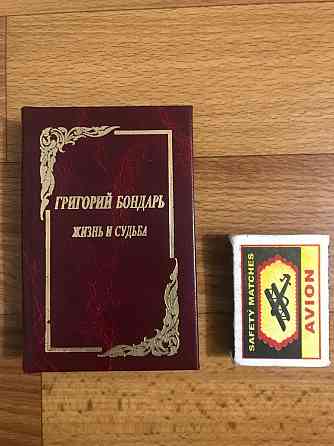 ГРИГОРИЙ БОНДАРЬ
ЖИЗНЬ И СУДЬБА
SAFETY MATCHES
AVION